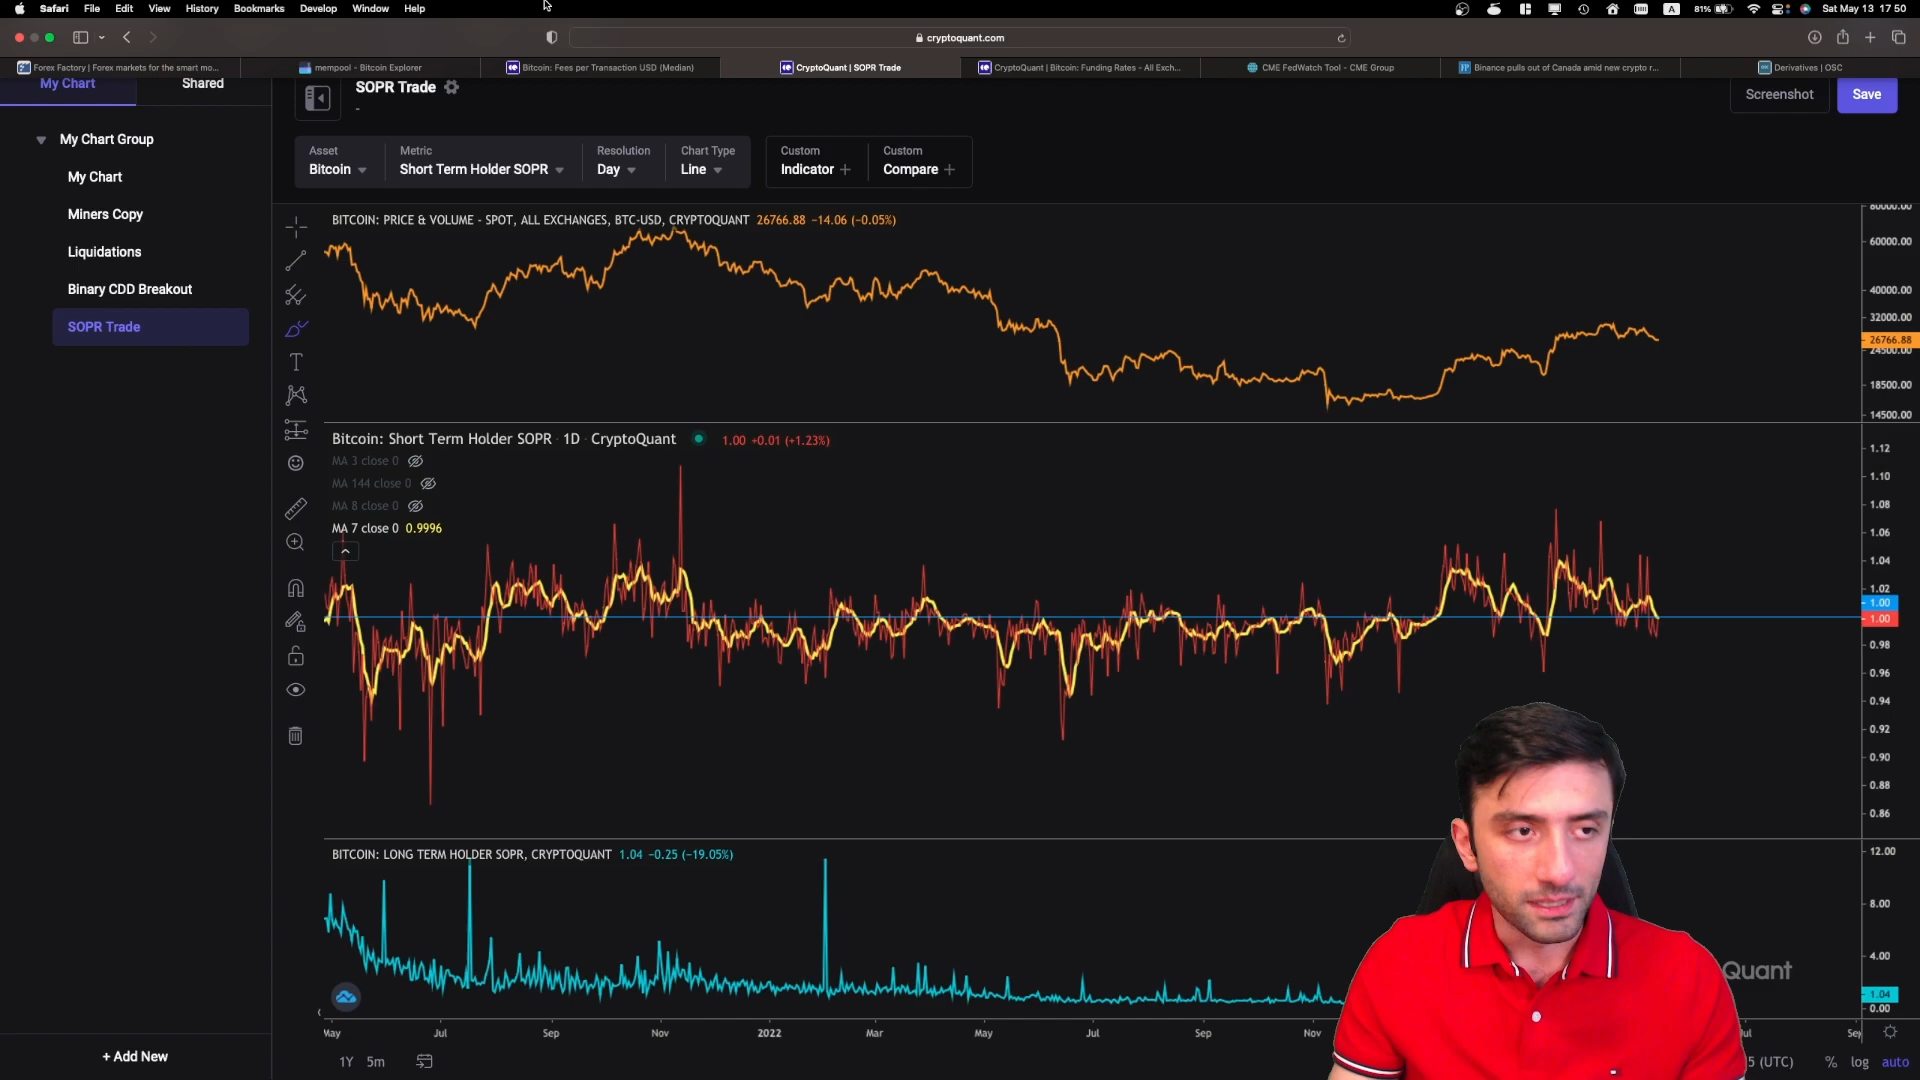 Safari File Edit View History Bookmarks Develop Window Help
A 81% Sat May 13 17 50
cryptoquant.com
Forex Factory | Forex markets for the smart mo...
mempool - Bitcoin Explorer
Bitcoin: Fees per Transaction USD (Median)
CryptoQuant | SOPR Trade
CryptoQuant | Bitcoin: Funding Rates - All Exch...
CME FedWatch Tool - CME Group
Binance pulls out of Canada amid new crypto r...
Derivatives | OSC
My Chart
Shared
SOPR Trade
-
Screenshot
Save
My Chart Group
My Chart
Miners Copy
Liquidations
Binary CDD Breakout
SOPR Trade
+ Add New
Asset
Bitcoin
Metric
Short Term Holder SOPR
Resolution
Day
Chart Type
Line
Custom
Indicator +
Custom
Compare +
BITCOIN: PRICE & VOLUME - SPOT, ALL EXCHANGES, BTC-USD, CRYPTOQUANT 26766.88 −14.06 (−0.05%)
80000.00
60000.00
40000.00
32000.00
26766.88
24500.00
18500.00
14500.00
Bitcoin: Short Term Holder SOPR · 1D · CryptoQuant 1.00 +0.01 (+1.23%)
MA 3 close 0
MA 144 close 0
MA 8 close 0
MA 7 close 0 0.9996
1.12
1.10
1.08
1.06
1.04
1.02
1.00
1.00
0.98
0.96
0.94
0.92
0.90
0.88
0.86
BITCOIN: LONG TERM HOLDER SOPR, CRYPTOQUANT 1.04 −0.25 (−19.05%)
12.00
8.00
4.00
1.04
0.00
Quant
May Jul Sep Nov 2022 Mar May Jul Sep Nov
1Y 5m
5 (UTC) % log auto